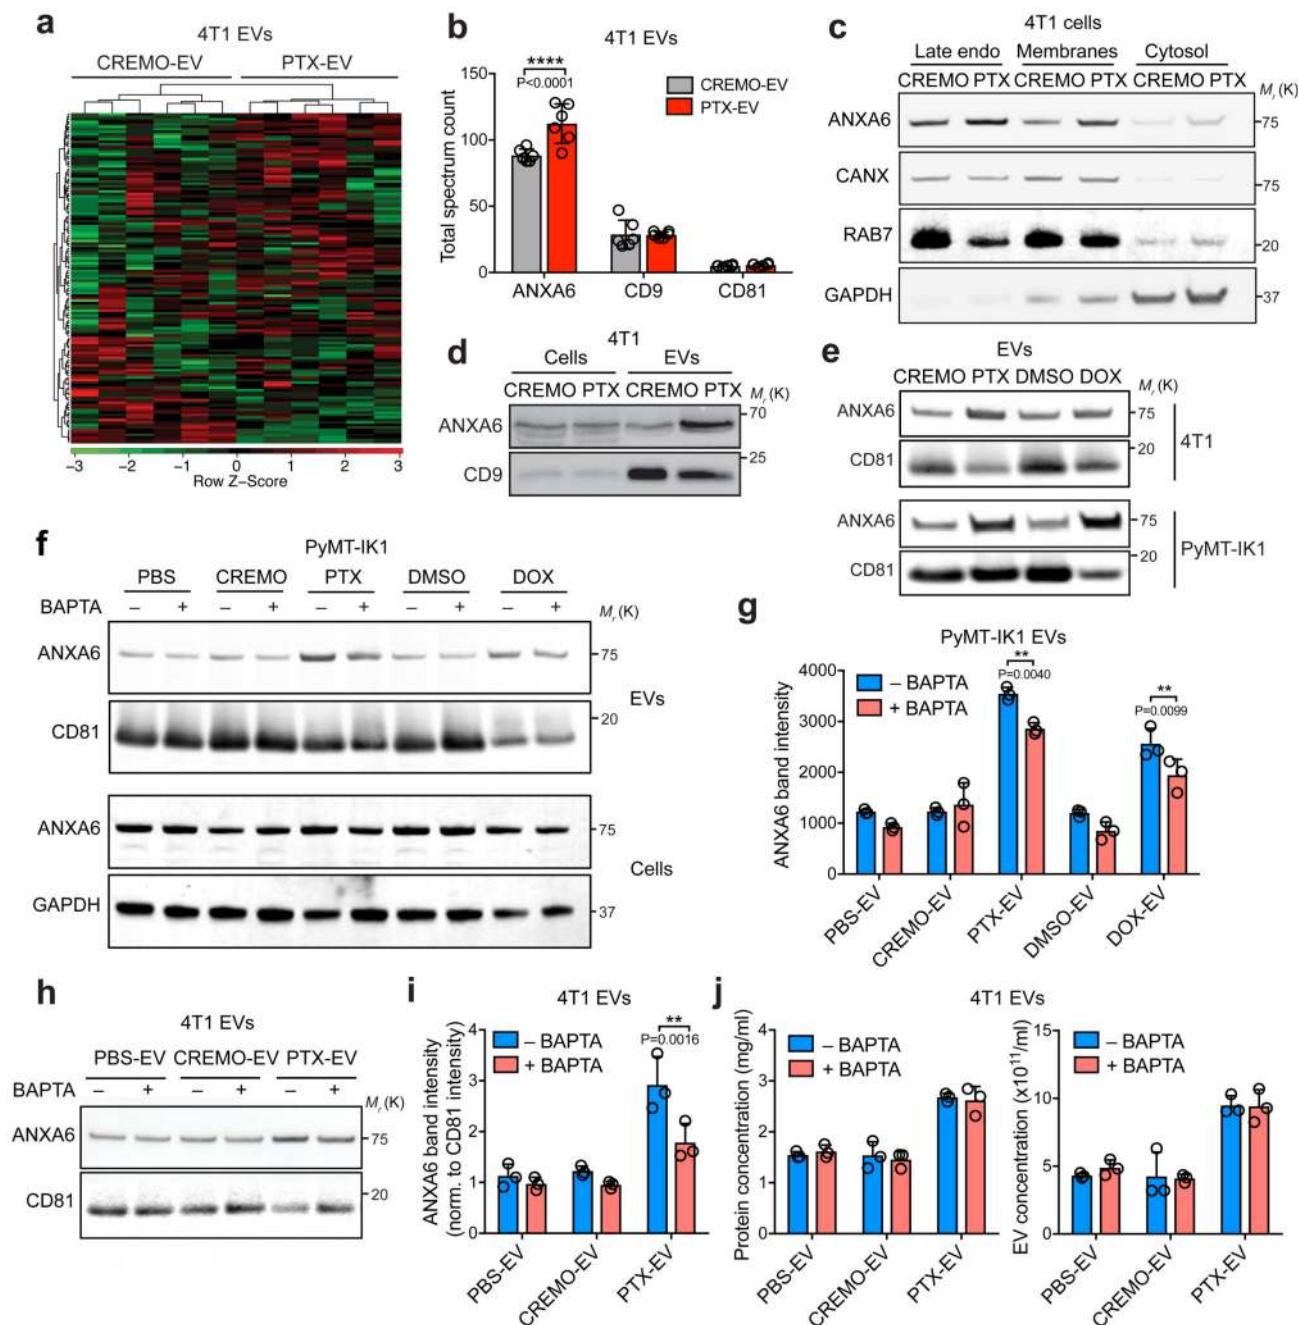 a
4T1 EVs
CREMO-EV PTX-EV
−3 −2 −1 0 1 2 3
Row Z−Score
b
4T1 EVs
****
P<0.0001
CREMO-EV
PTX-EV
Total spectrum count
150
100
50
0
ANXA6 CD9 CD81
c
4T1 cells
Late endo Membranes Cytosol
CREMO PTX CREMO PTX CREMO PTX
Mr (K)
ANXA6 75
CANX 75
RAB7 20
GAPDH 37
d
4T1
Cells EVs
CREMO PTX CREMO PTX Mr (K)
ANXA6 70
CD9 25
e
EVs
CREMO PTX DMSO DOX Mr (K)
ANXA6 75
CD81 20
4T1
ANXA6 75
CD81 20
PyMT-IK1
f
PyMT-IK1
PBS CREMO PTX DMSO DOX
BAPTA − + − + − + − + − + Mr (K)
ANXA6 75
CD81 20
EVs
ANXA6 75
GAPDH 37
Cells
g
PyMT-IK1 EVs
− BAPTA
+ BAPTA
**
P=0.0040
**
P=0.0099
ANXA6 band intensity
4000
3000
2000
1000
0
PBS-EV CREMO-EV PTX-EV DMSO-EV DOX-EV
h
4T1 EVs
PBS-EV CREMO-EV PTX-EV
BAPTA − + − + − + Mr (K)
ANXA6 75
CD81 20
i
4T1 EVs
− BAPTA
+ BAPTA
**
P=0.0016
ANXA6 band intensity
(norm. to CD81 intensity)
4
3
2
1
0
PBS-EV CREMO-EV PTX-EV
j
4T1 EVs
− BAPTA
+ BAPTA
Protein concentration (mg/ml)
4
3
2
1
0
PBS-EV CREMO-EV PTX-EV
− BAPTA
+ BAPTA
EV concentration (x10¹¹/ml)
15
10
5
0
PBS-EV CREMO-EV PTX-EV